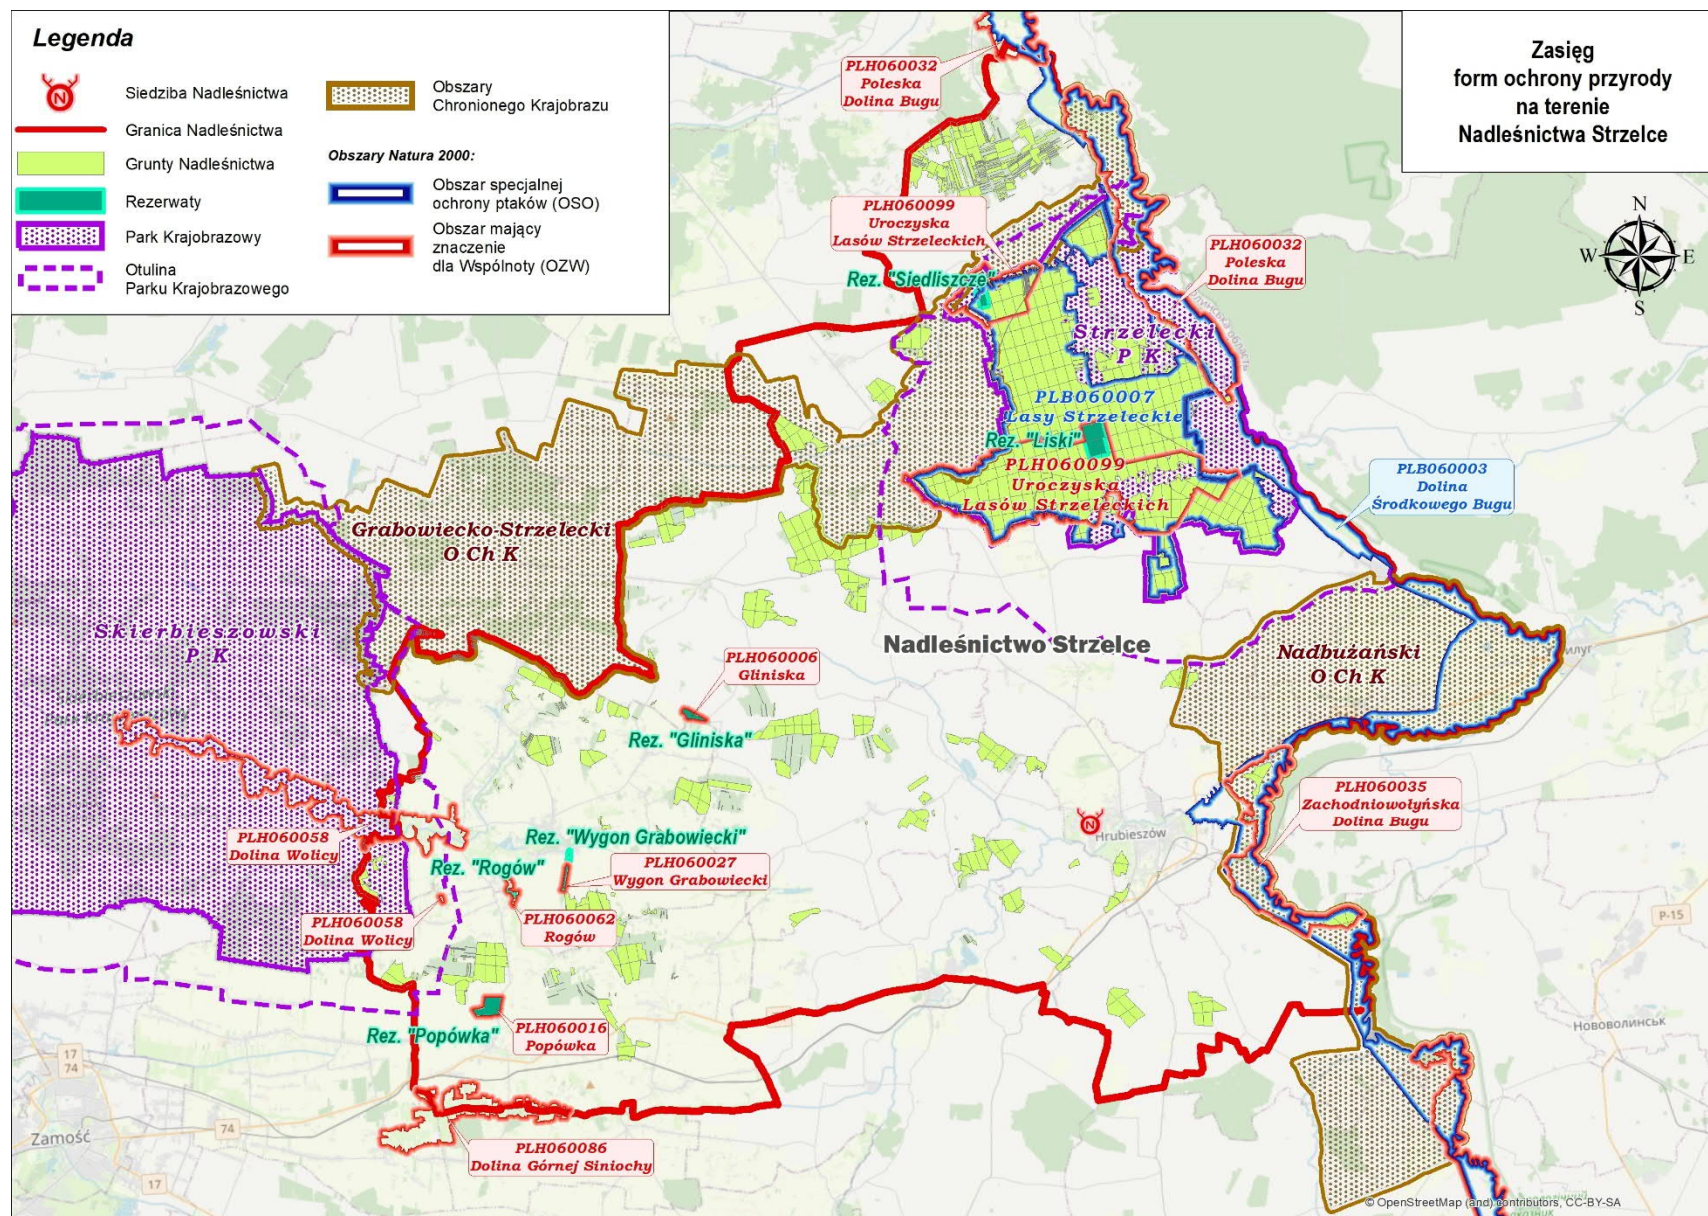 Legenda
Siedziba Nadleśnictwa
Granica Nadleśnictwa
Grunty Nadleśnictwa
Rezerwaty
Park Krajobrazowy
Otulina
Parku Krajobrazowego
Obszary
Chronionego Krajobrazu
Obszary Natura 2000:
Obszar specjalnej
ochrony ptaków (OSO)
Obszar mający
znaczenie
dla Wspólnoty (OZW)
Zasięg
form ochrony przyrody
na terenie
Nadleśnictwa Strzelce
N
W
E
S
PLH060032
Poleska
Dolina Bugu
PLH060099
Uroczyska
Lasów Strzeleckich
Rez. "Siedliszcze"
PLH060032
Poleska
Dolina Bugu
Strzelecki
P K
PLB060007
Lasy Strzeleckie
Rez. "Liski"
PLH060099
Uroczyska
Lasów Strzeleckich
PLB060003
Dolina
Środkowego Bugu
Grabowiecko-Strzelecki
O Ch K
Skierbieszowski
P K
Nadleśnictwo Strzelce
Nadbużański
O Ch K
PLH060006
Gliniska
Rez. "Gliniska"
PLH060035
Zachodniowołyńska
Dolina Bugu
N
Hrubieszów
PLH060058
Dolina Wolicy
Rez. "Wygon Grabowiecki"
Rez. "Rogów"
PLH060027
Wygon Grabowiecki
PLH060058
Dolina Wolicy
PLH060062
Rogów
P-15
Rez. "Popówka"
PLH060016
Popówka
Нововолинськ
17
74
74
Zamość
17
PLH060086
Dolina Górnej Siniochy
© OpenStreetMap (and) contributors, CC-BY-SA